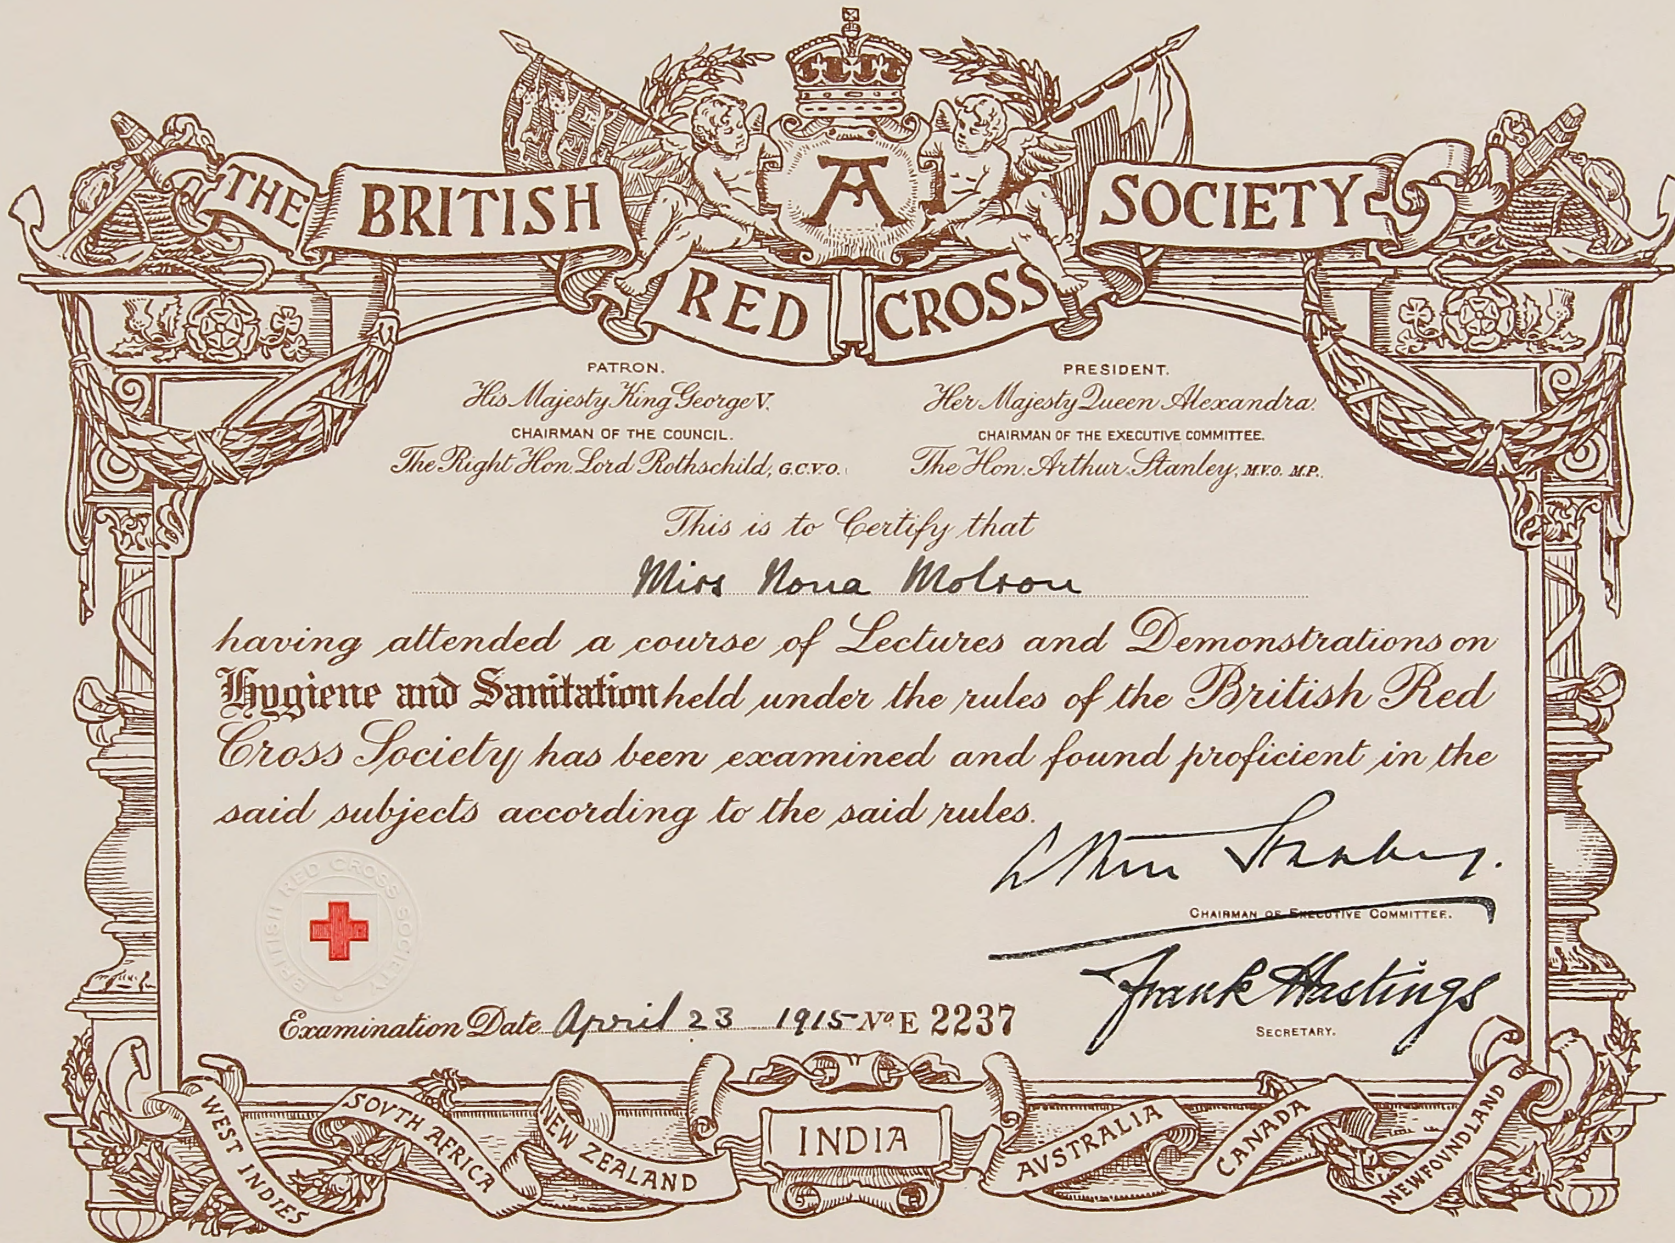 THE BRITISH RED CROSS SOCIETY
A
PATRON.
His Majesty King George V.
CHAIRMAN OF THE COUNCIL.
The Right Hon. Lord Rothschild, G.C.V.O.
PRESIDENT.
Her Majesty Queen Alexandra.
CHAIRMAN OF THE EXECUTIVE COMMITTEE.
The Hon. Arthur Stanley, M.V.O. M.P.
This is to Certify that
Miss Nona Molson
having attended a course of Lectures and Demonstrations on
Hygiene and Sanitation held under the rules of the British Red
Cross Society has been examined and found proficient in the
said subjects according to the said rules.
Arthur Stanley.
CHAIRMAN OF EXECUTIVE COMMITTEE.
BRITISH RED CROSS SOCIETY
Frank Hastings
SECRETARY.
Examination Date April 23 1915 No. E 2237
WEST INDIES
SOVTH AFRICA
NEW ZEALAND
INDIA
AVSTRALIA
CANADA
NEWFOVNDLAND